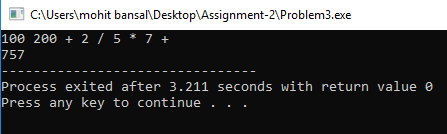 C:\Users\mohit bansal\Desktop\Assignment-2\Problem3.exe
100 200 + 2 / 5 * 7 +
757
--------------------------------
Process exited after 3.211 seconds with return value 0
Press any key to continue . . .